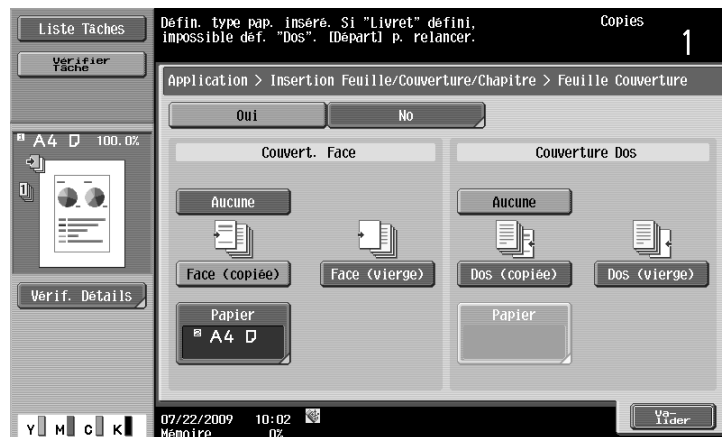 Liste Tâches
Vérifier
Tâche
Défin. type pap. inséré. Si "Livret" défini,
impossible déf. "Dos". [Départ] p. relancer.
Copies
1
Application > Insertion Feuille/Couverture/Chapitre > Feuille Couverture
Oui
No
A4 100.0%
1
Couvert. Face
Couverture Dos
Aucune
Aucune
Face (copiée)
Face (vierge)
Dos (copiée)
Dos (vierge)
Vérif. Détails
Papier
2 A4
Papier
Va-
lider
Y M C K
07/22/2009 10:02
Mémoire 0%